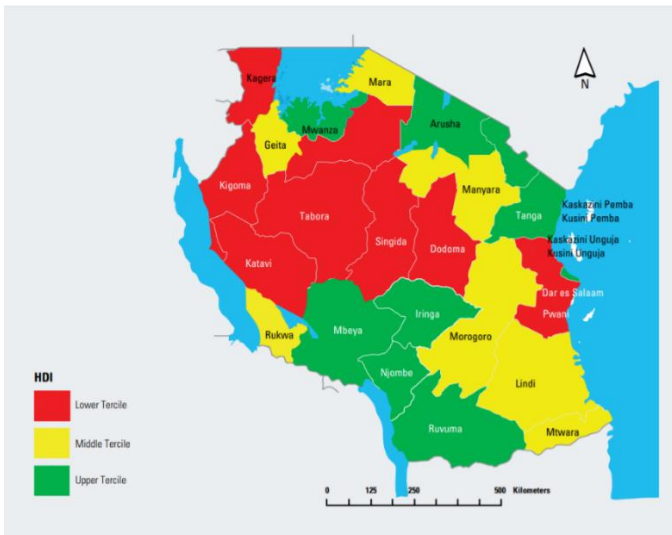 Kagera
Mara
N
Mwanza
Arusha
Geita
Kigoma
Manyara
Kaskazini Pemba
Kusini Pemba
Tanga
Tabora
Singida
Dodoma
Kaskazini Unguja
Kusini Unguja
Katavi
Dar es Salaam
Pwani
Iringa
Mbeya
Rukwa
Morogoro
Njombe
Lindi
HDI
Lower Tercile
Ruvuma
Mtwara
Middle Tercile
Upper Tercile
0 125 250 500 Kilometers